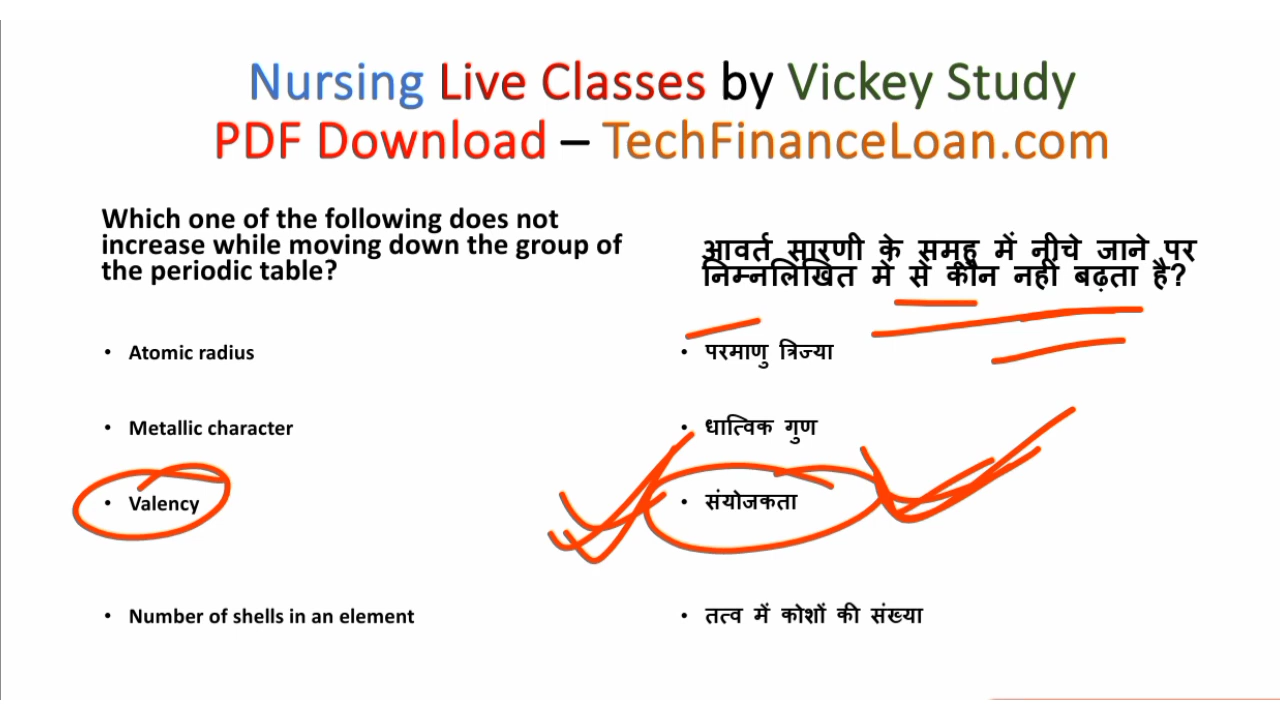 Nursing Live Classes by Vickey Study
PDF Download – TechFinanceLoan.com
Which one of the following does not
increase while moving down the group of
the periodic table?
• Atomic radius
• Metallic character
• Valency
• Number of shells in an element
आवर्त सारणी के समूह में नीचे जाने पर
निम्नलिखित में से कौन नहीं बढ़ता है?
• परमाणु त्रिज्या
• धात्विक गुण
• संयोजकता
• तत्व में कोशों की संख्या